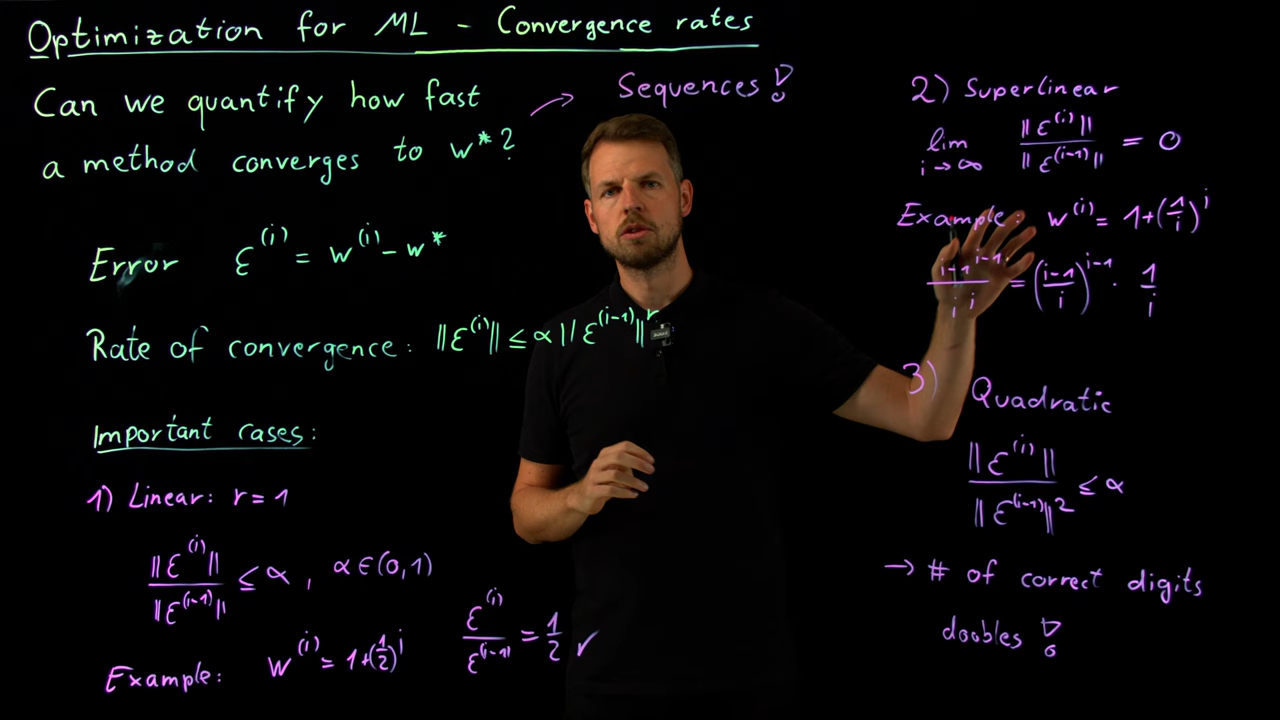 Optimization for ML - Convergence rates
Can we quantify how fast
a method converges to w*?
→ Sequences!
Error ε^(i) = w^(i) - w*
Rate of convergence: ||ε^(i)|| ≤ α ||ε^(i-1)||^r
Important cases:
1) Linear: r = 1
||ε^(i)|| / ||ε^(i-1)|| ≤ α, α ∈ (0,1)
Example: w^(i) = 1+(1/2)^i ε^(i) / ε^(i-1) = 1/2 ✓
2) Superlinear
lim i→∞ ||ε^(i)|| / ||ε^(i-1)|| = 0
Example: w^(i) = 1+(1/i)^i
i-1^i-1 / i^i = (i-1/i)^i-1 · 1/i
3) Quadratic
||ε^(i)|| / ||ε^(i-1)||^2 ≤ α
→ # of correct digits
doubles!